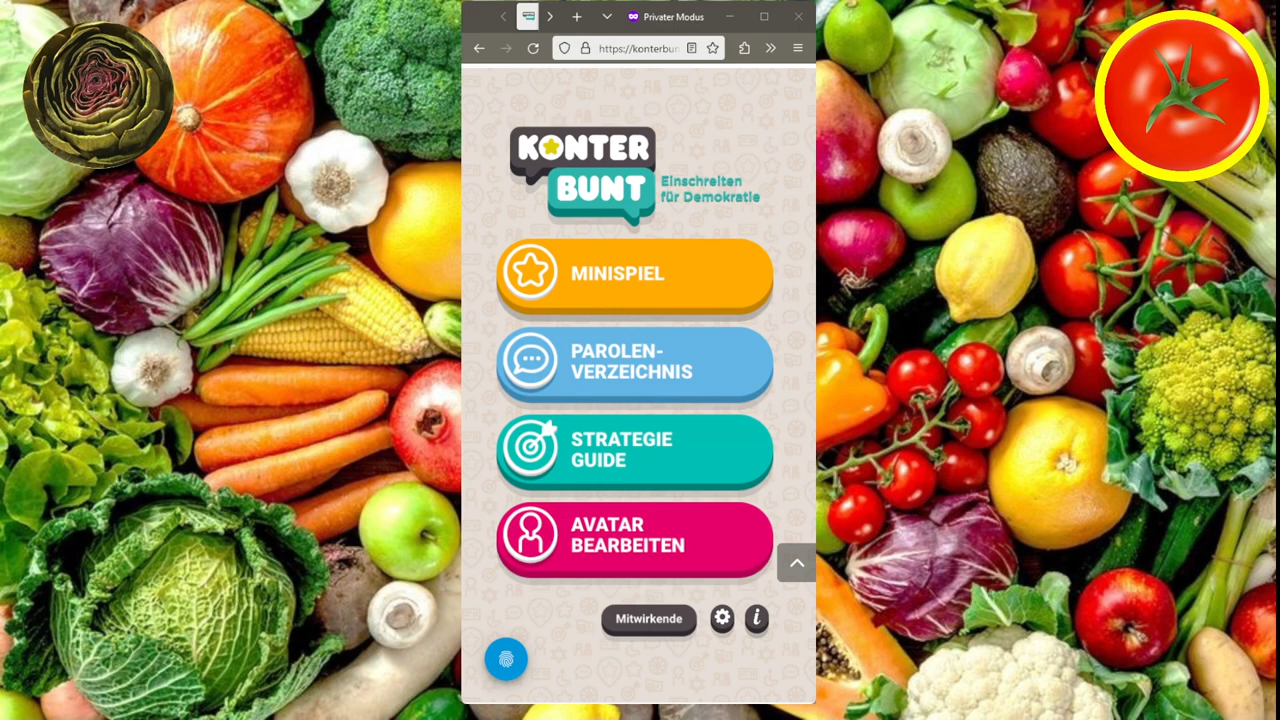 Privater Modus
https://konterbun
KONTER
BUNT
Einschreiten
für Demokratie
MINISPIEL
PAROLEN-
VERZEICHNIS
STRATEGIE
GUIDE
AVATAR
BEARBEITEN
Mitwirkende
i